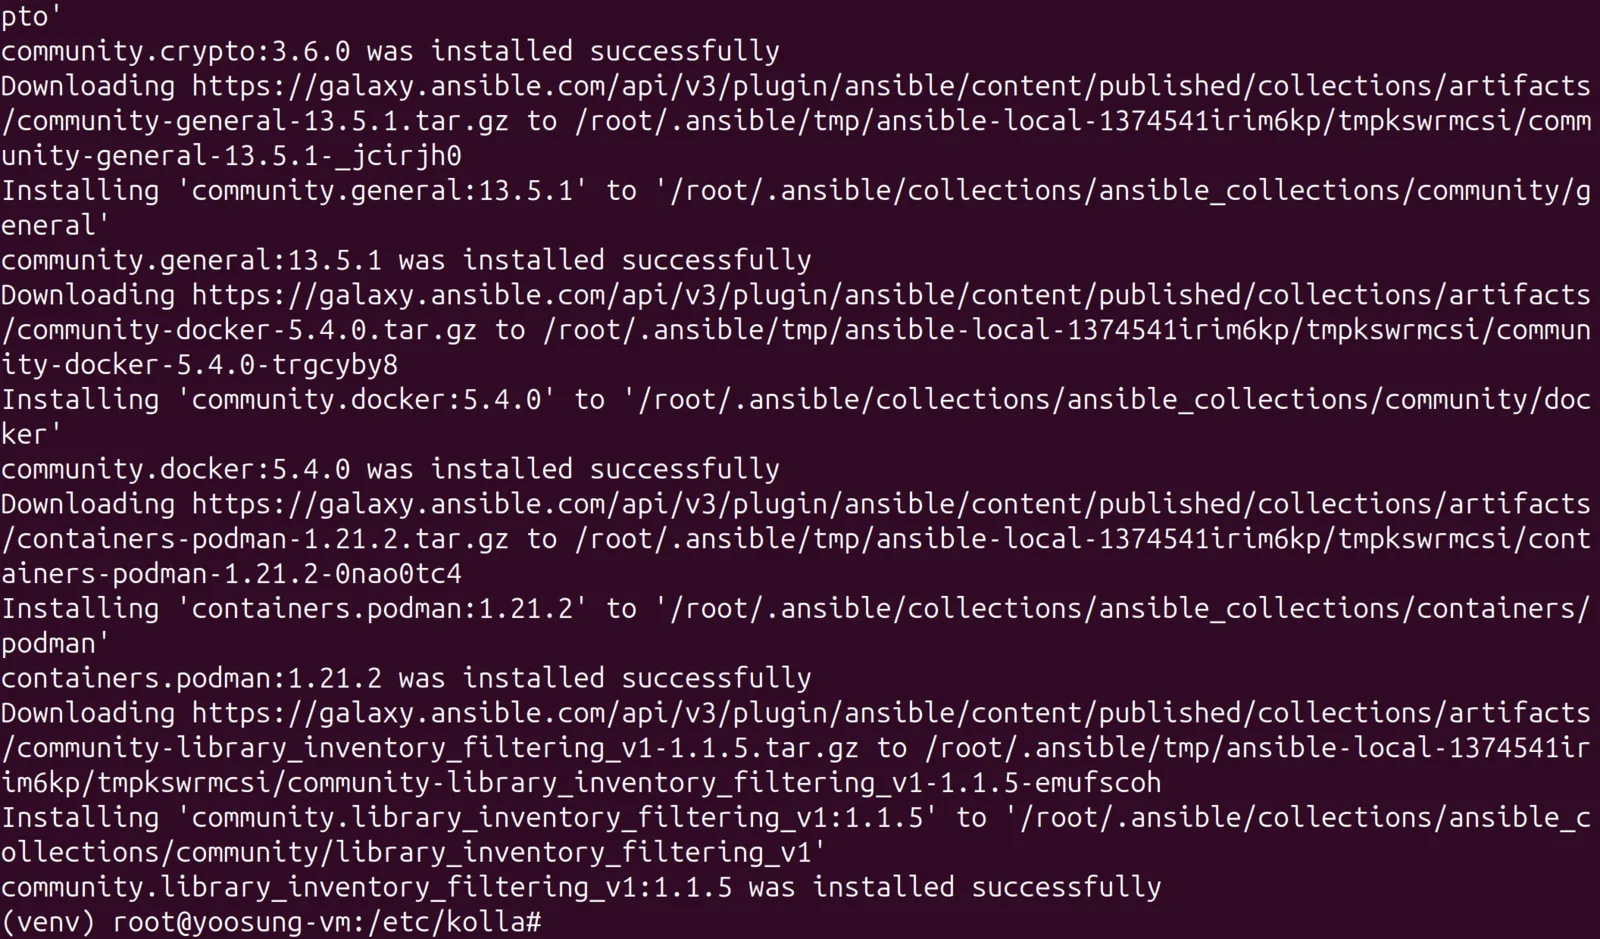 pto'
community.crypto:3.6.0 was installed successfully
Downloading https://galaxy.ansible.com/api/v3/plugin/ansible/content/published/collections/artifacts
/community-general-13.5.1.tar.gz to /root/.ansible/tmp/ansible-local-1374541irim6kp/tmpkswrmcsi/comm
unity-general-13.5.1-_jcirjh0
Installing 'community.general:13.5.1' to '/root/.ansible/collections/ansible_collections/community/g
eneral'
community.general:13.5.1 was installed successfully
Downloading https://galaxy.ansible.com/api/v3/plugin/ansible/content/published/collections/artifacts
/community-docker-5.4.0.tar.gz to /root/.ansible/tmp/ansible-local-1374541irim6kp/tmpkswrmcsi/commun
ity-docker-5.4.0-trgcyby8
Installing 'community.docker:5.4.0' to '/root/.ansible/collections/ansible_collections/community/doc
ker'
community.docker:5.4.0 was installed successfully
Downloading https://galaxy.ansible.com/api/v3/plugin/ansible/content/published/collections/artifacts
/containers-podman-1.21.2.tar.gz to /root/.ansible/tmp/ansible-local-1374541irim6kp/tmpkswrmcsi/cont
ainers-podman-1.21.2-0nao0tc4
Installing 'containers.podman:1.21.2' to '/root/.ansible/collections/ansible_collections/containers/
podman'
containers.podman:1.21.2 was installed successfully
Downloading https://galaxy.ansible.com/api/v3/plugin/ansible/content/published/collections/artifacts
/community-library_inventory_filtering_v1-1.1.5.tar.gz to /root/.ansible/tmp/ansible-local-1374541ir
im6kp/tmpkswrmcsi/community-library_inventory_filtering_v1-1.1.5-emufscoh
Installing 'community.library_inventory_filtering_v1:1.1.5' to '/root/.ansible/collections/ansible_c
ollections/community/library_inventory_filtering_v1'
community.library_inventory_filtering_v1:1.1.5 was installed successfully
(venv) root@yoosung-vm:/etc/kolla#